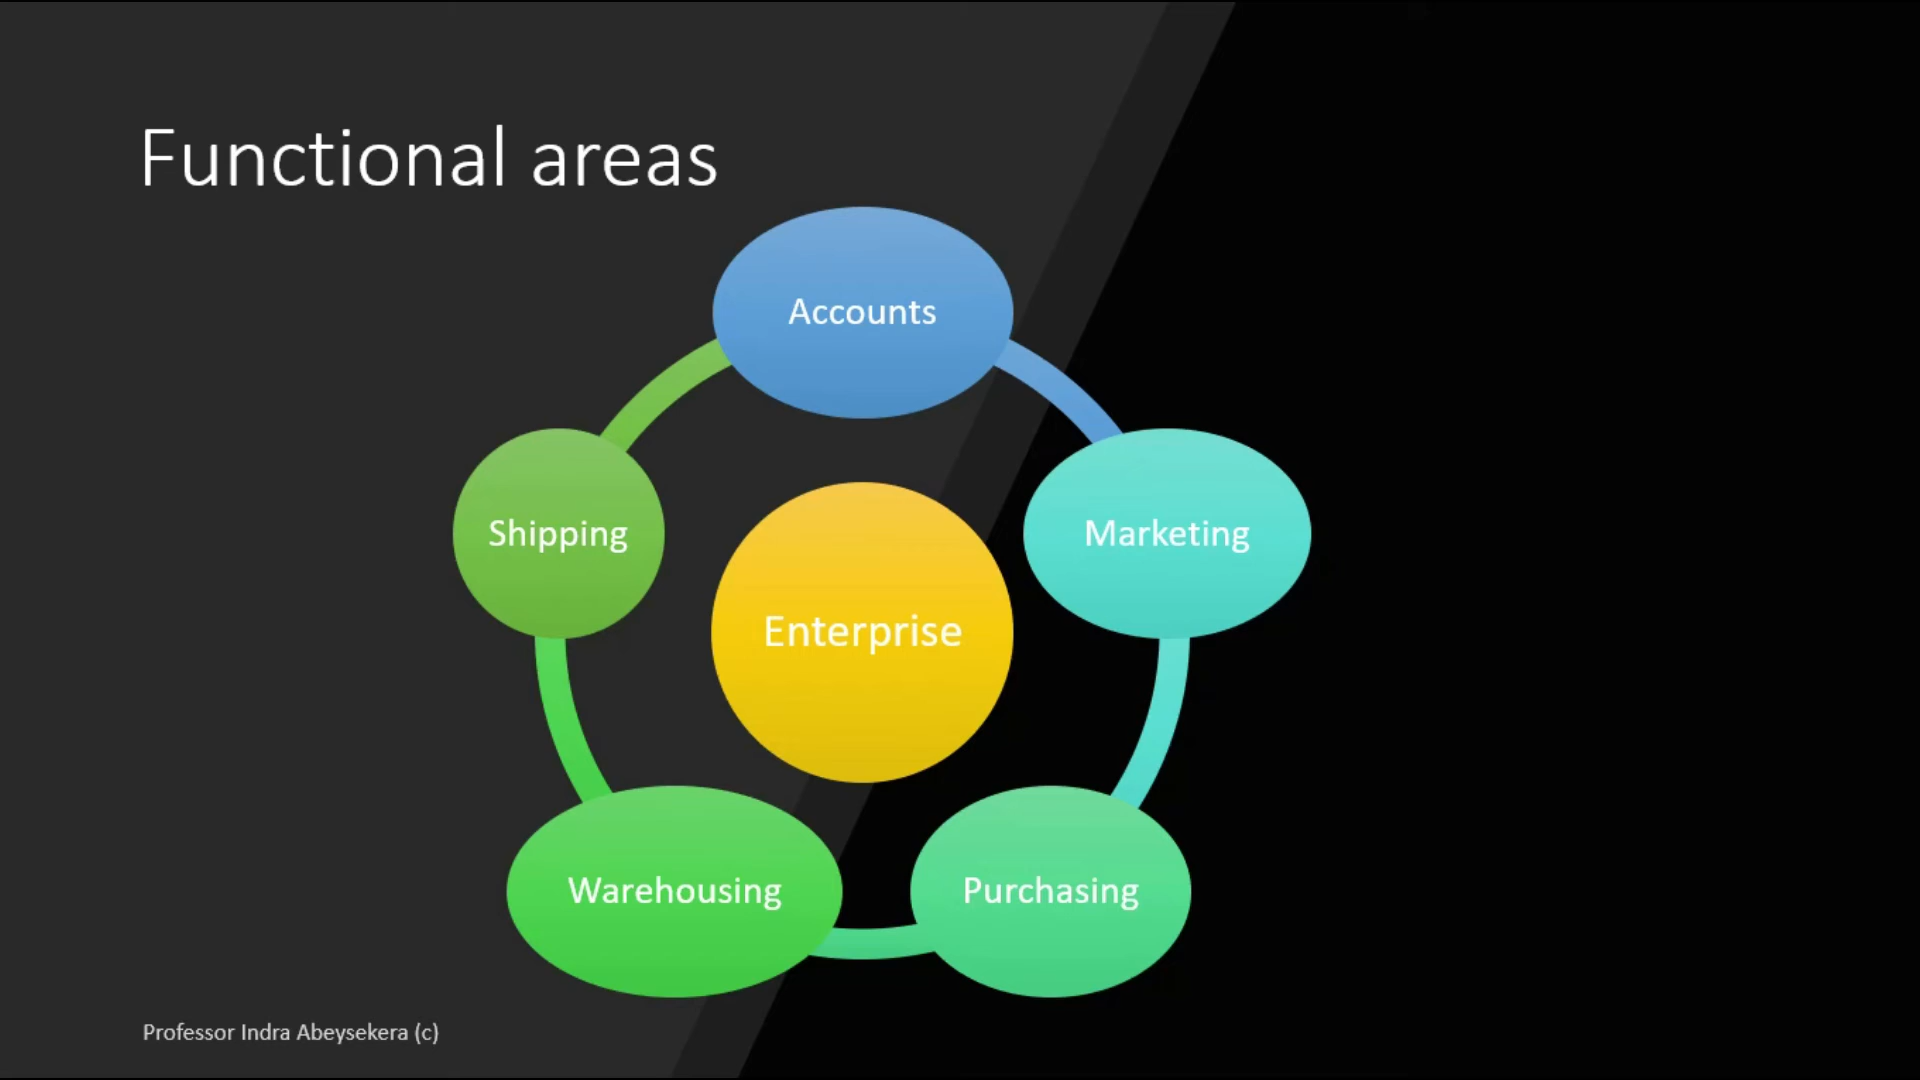 Functional areas
Accounts
Shipping
Marketing
Enterprise
Warehousing
Purchasing
Professor Indra Abeysekera (c)